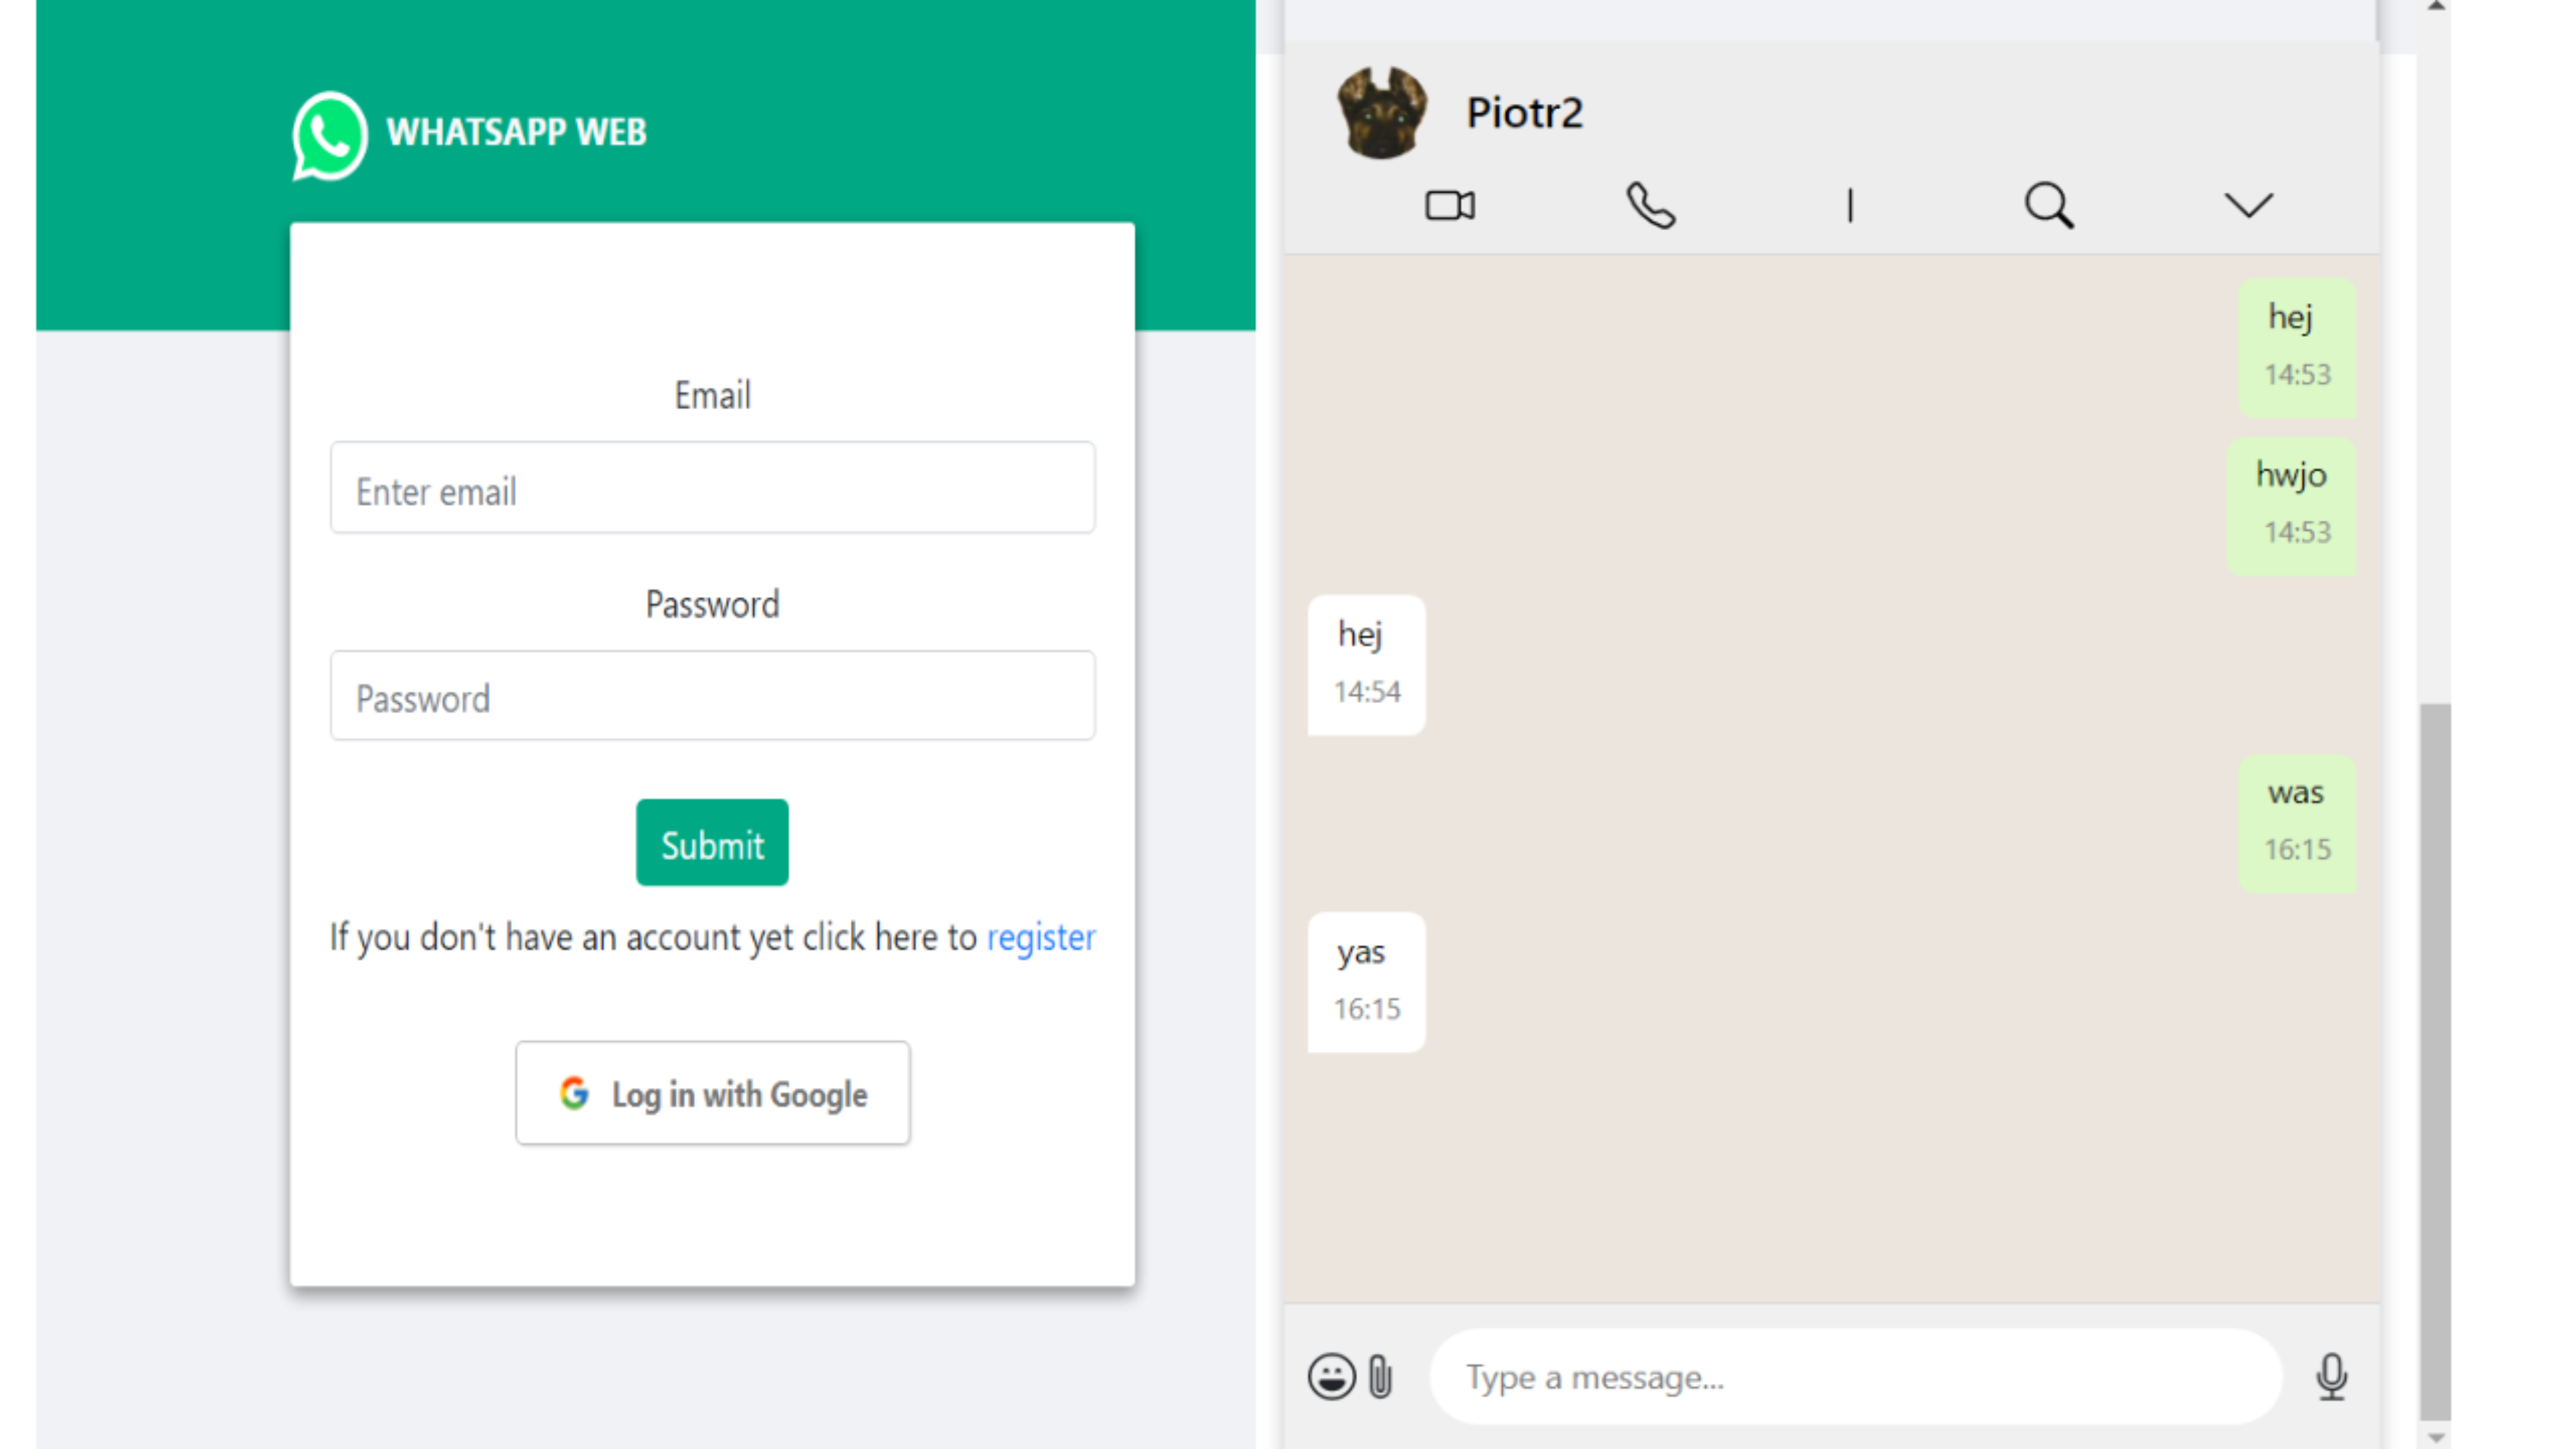 WHATSAPP WEB
Email
Enter email
Password
Password
Submit
If you don't have an account yet click here to register
Log in with Google
Piotr2
hej
14:53
hwjo
14:53
hej
14:54
was
16:15
yas
16:15
Type a message...